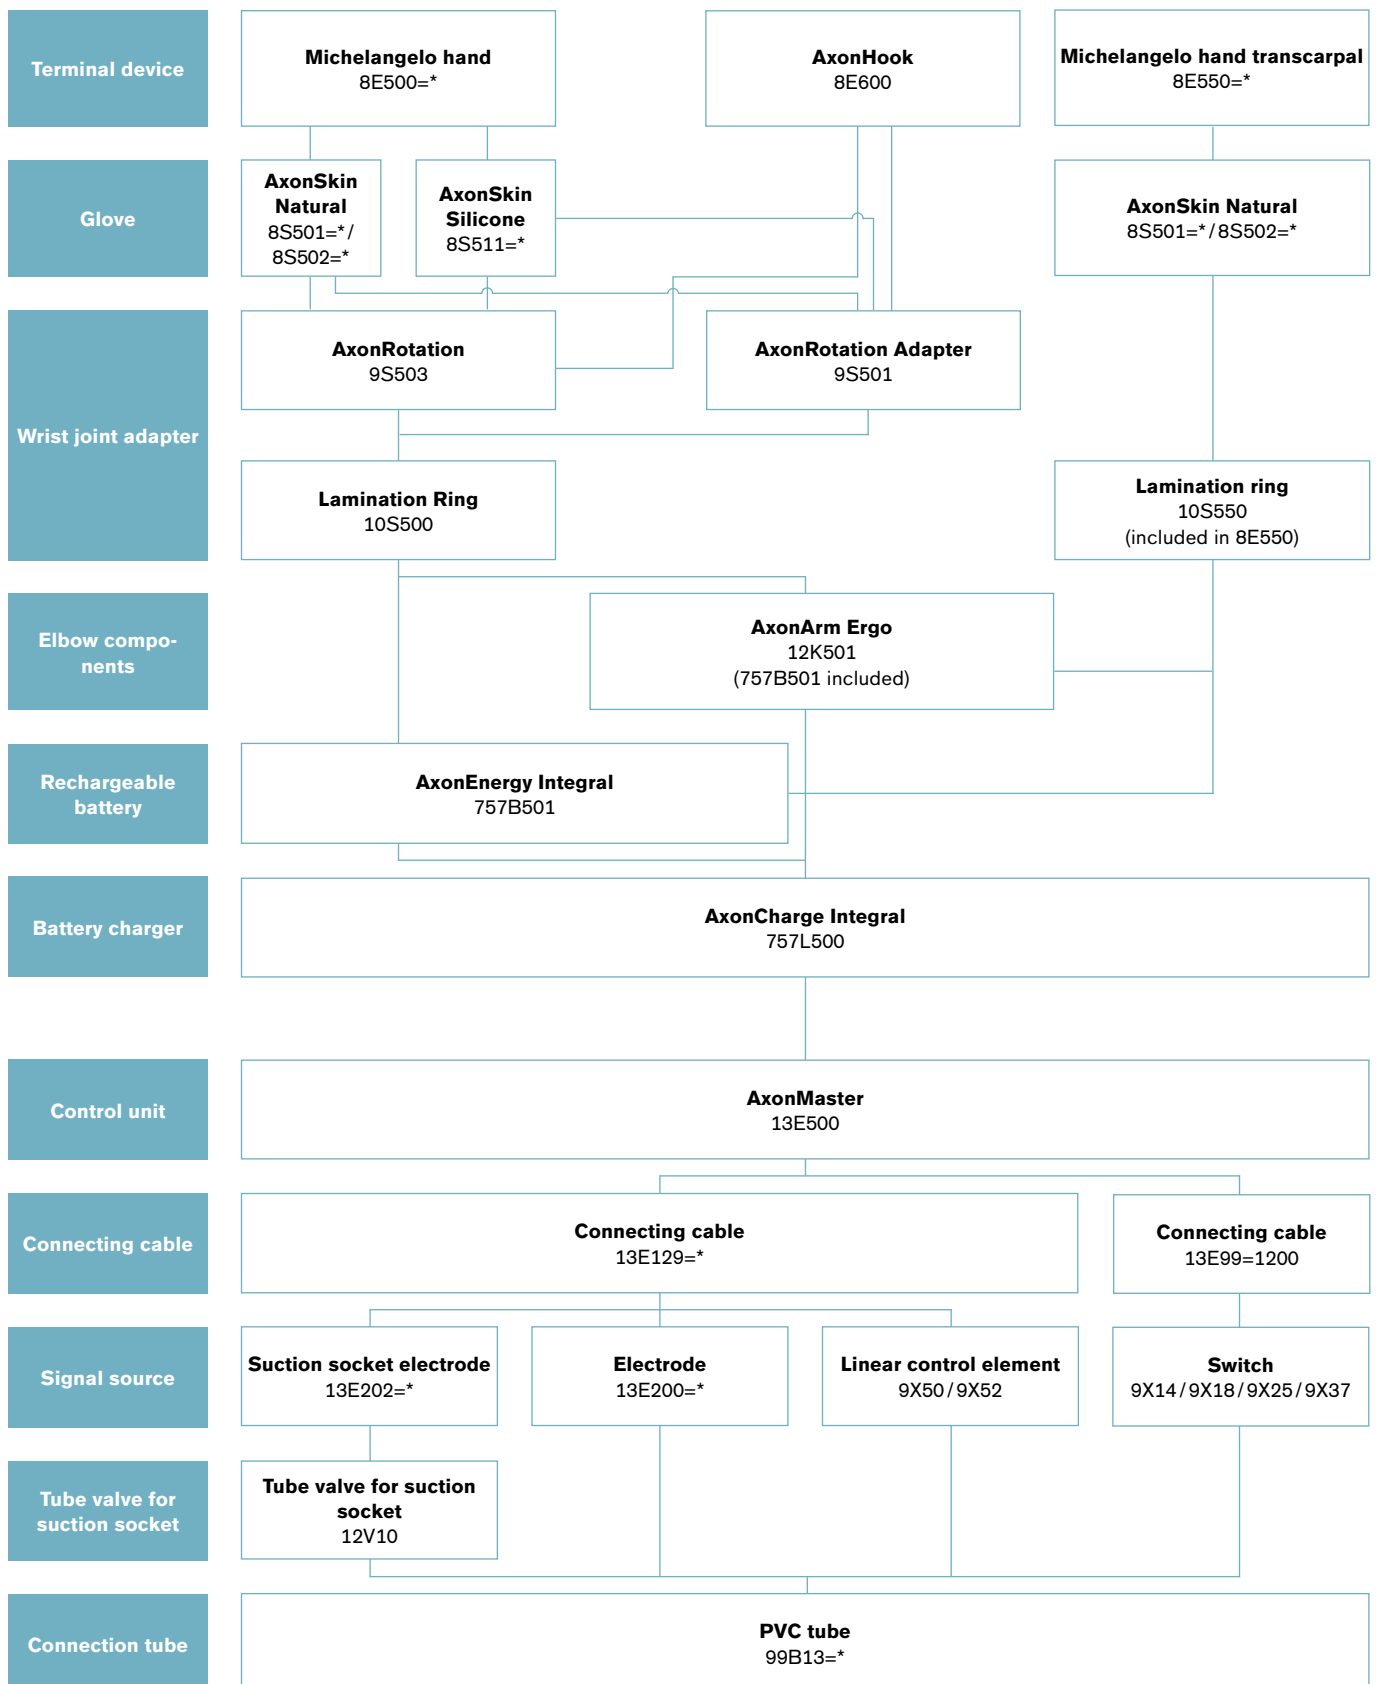 Terminal device
Michelangelo hand
8E500=*
AxonHook
8E600
Michelangelo hand transcarpal
8E550=*
Glove
AxonSkin
Natural
8S501=*/
8S502=*
AxonSkin
Silicone
8S511=*
AxonSkin Natural
8S501=*/8S502=*
Wrist joint adapter
AxonRotation
9S503
AxonRotation Adapter
9S501
Lamination Ring
10S500
Lamination ring
10S550
(included in 8E550)
Elbow compo-
nents
AxonArm Ergo
12K501
(757B501 included)
Rechargeable
battery
AxonEnergy Integral
757B501
Battery charger
AxonCharge Integral
757L500
Control unit
AxonMaster
13E500
Connecting cable
Connecting cable
13E129=*
Connecting cable
13E99=1200
Signal source
Suction socket electrode
13E202=*
Electrode
13E200=*
Linear control element
9X50/9X52
Switch
9X14/9X18/9X25/9X37
Tube valve for
suction socket
Tube valve for suction
socket
12V10
Connection tube
PVC tube
99B13=*